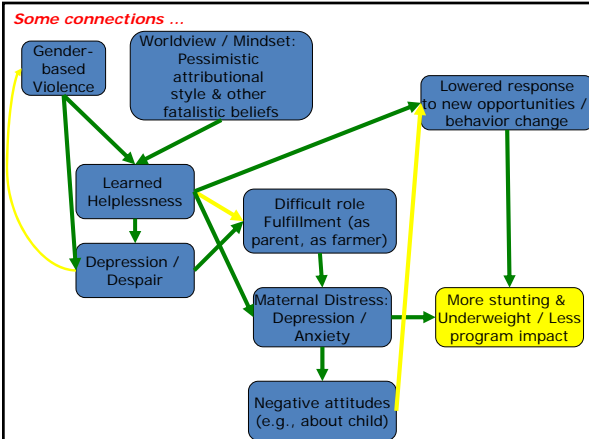 Some connections ...
Gender-
based
Violence
Worldview / Mindset:
Pessimistic
attributional
style & other
fatalistic beliefs
Lowered response
to new opportunities /
behavior change
Learned
Helplessness
Difficult role
Fulfillment (as
parent, as farmer)
Depression /
Despair
Maternal Distress:
Depression /
Anxiety
More stunting &
Underweight / Less
program impact
Negative attitudes
(e.g., about child)